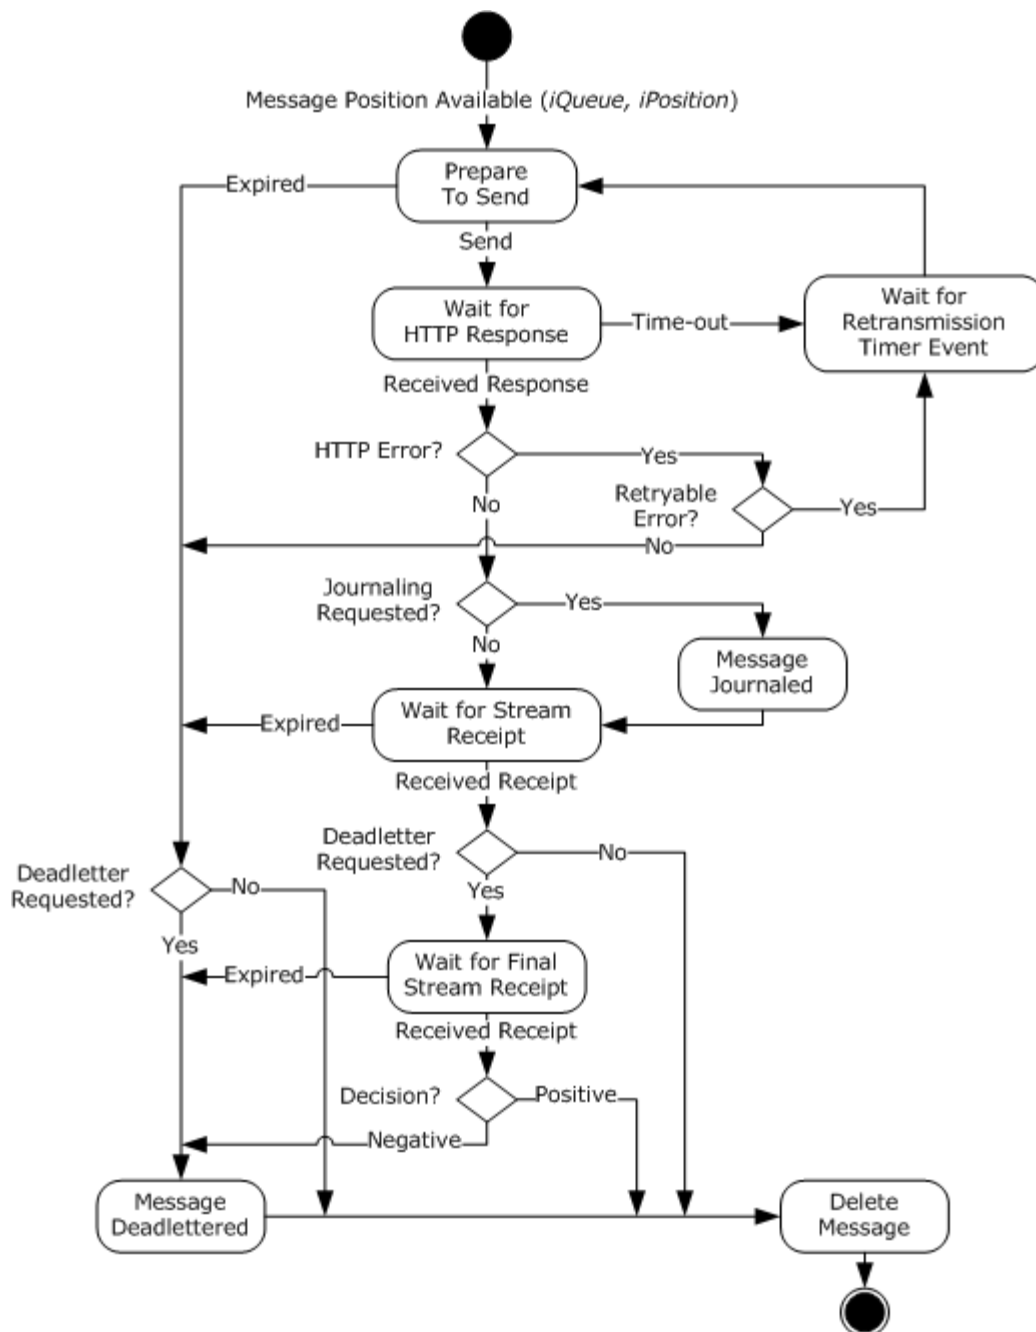 Message Position Available (iQueue, iPosition)
Expired
Prepare
To Send
Send
Wait for
HTTP Response
Time-out
Wait for
Retransmission
Timer Event
Received Response
HTTP Error?
Yes
No
Retryable
Error?
Yes
No
Journaling
Requested?
Yes
No
Message
Journaled
Expired
Wait for Stream
Receipt
Received Receipt
Deadletter
Requested?
No
Yes
Deadletter
Requested?
No
Yes
Expired
Wait for Final
Stream Receipt
Received Receipt
Decision?
Positive
Negative
Message
Deadlettered
Delete
Message